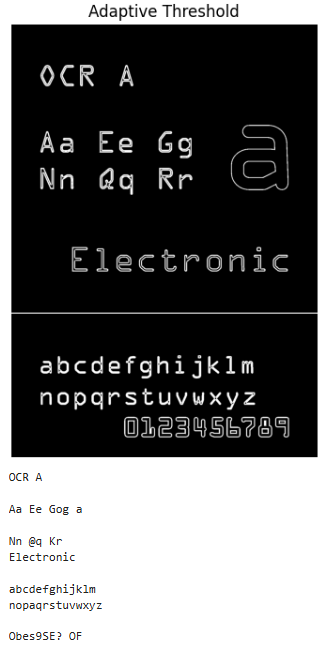 Adaptive Threshold
OCR A
Aa Ee Gg a
Nn Qq Rr
Electronic
abcdefghijklm
nopqrstuvwxyz
0123456789
OCR A
Aa Ee Gog a
Nn @q Kr
Electronic
abcdefghijklm
nopaqrstuvwxyz
Obes9SE? OF